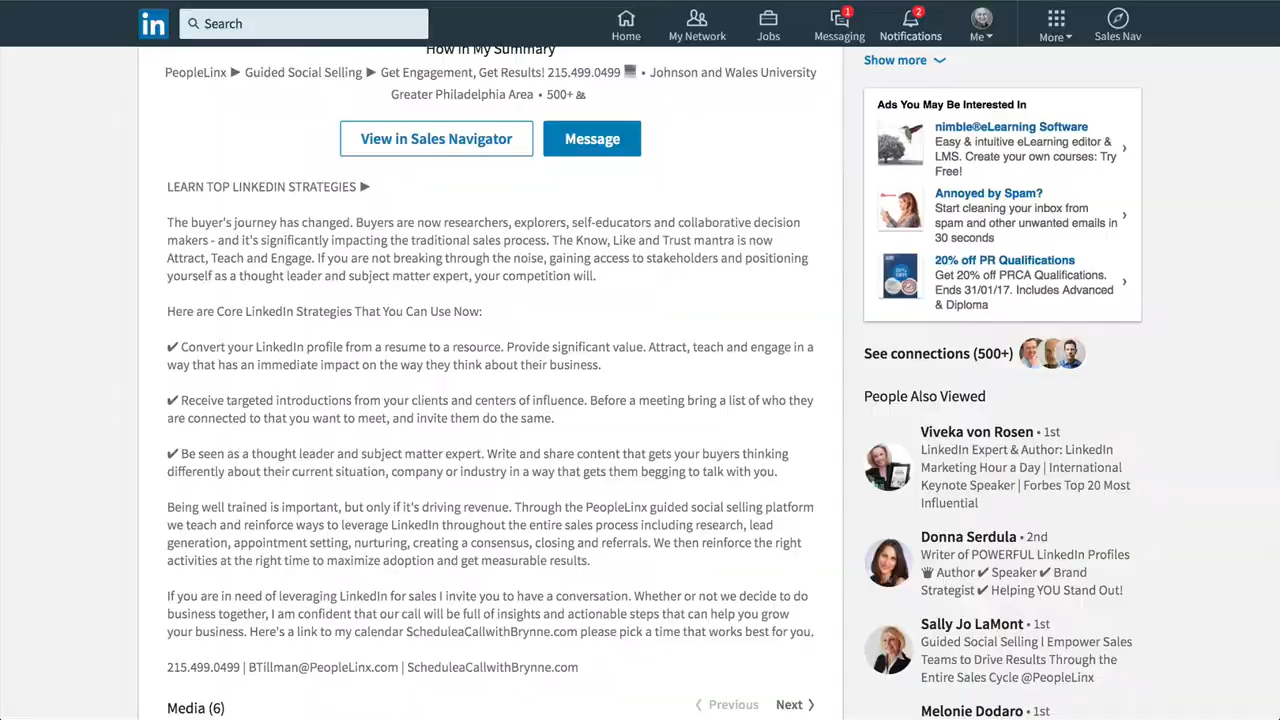 in
Search
Home
My Network
Jobs
1
Messaging
2
Notifications
Me
More
Sales Nav
How in My Summary
PeopleLinx ► Guided Social Selling ► Get Engagement, Get Results! 215.499.0499 • Johnson and Wales University
Greater Philadelphia Area • 500+
View in Sales Navigator
Message
LEARN TOP LINKEDIN STRATEGIES ►
The buyer's journey has changed. Buyers are now researchers, explorers, self-educators and collaborative decision
makers - and it's significantly impacting the traditional sales process. The Know, Like and Trust mantra is now
Attract, Teach and Engage. If you are not breaking through the noise, gaining access to stakeholders and positioning
yourself as a thought leader and subject matter expert, your competition will.
Here are Core LinkedIn Strategies That You Can Use Now:
✔ Convert your LinkedIn profile from a resume to a resource. Provide significant value. Attract, teach and engage in a
way that has an immediate impact on the way they think about their business.
✔ Receive targeted introductions from your clients and centers of influence. Before a meeting bring a list of who they
are connected to that you want to meet, and invite them do the same.
✔ Be seen as a thought leader and subject matter expert. Write and share content that gets your buyers thinking
differently about their current situation, company or industry in a way that gets them begging to talk with you.
Being well trained is important, but only if it's driving revenue. Through the PeopleLinx guided social selling platform
we teach and reinforce ways to leverage LinkedIn throughout the entire sales process including research, lead
generation, appointment setting, nurturing, creating a consensus, closing and referrals. We then reinforce the right
activities at the right time to maximize adoption and get measurable results.
If you are in need of leveraging LinkedIn for sales I invite you to have a conversation. Whether or not we decide to do
business together, I am confident that our call will be full of insights and actionable steps that can help you grow
your business. Here's a link to my calendar ScheduleaCallwithBrynne.com please pick a time that works best for you.
215.499.0499 | BTillman@PeopleLinx.com | ScheduleaCallwithBrynne.com
Media (6)
Previous
Next
Show more
Ads You May Be Interested In
nimble®eLearning Software
Easy & intuitive eLearning editor &
LMS. Create your own courses: Try
Free!
Annoyed by Spam?
Start cleaning your inbox from
spam and other unwanted emails in
30 seconds
20% off PR Qualifications
Get 20% off PRCA Qualifications.
Ends 31/01/17. Includes Advanced
& Diploma
See connections (500+)
People Also Viewed
Viveka von Rosen • 1st
LinkedIn Expert & Author: LinkedIn
Marketing Hour a Day | International
Keynote Speaker | Forbes Top 20 Most
Influential
Donna Serdula • 2nd
Writer of POWERFUL LinkedIn Profiles
♛ Author ✔ Speaker ✔ Brand
Strategist ✔ Helping YOU Stand Out!
Sally Jo LaMont • 1st
Guided Social Selling I Empower Sales
Teams to Drive Results Through the
Entire Sales Cycle @PeopleLinx
Melonie Dodaro • 1st